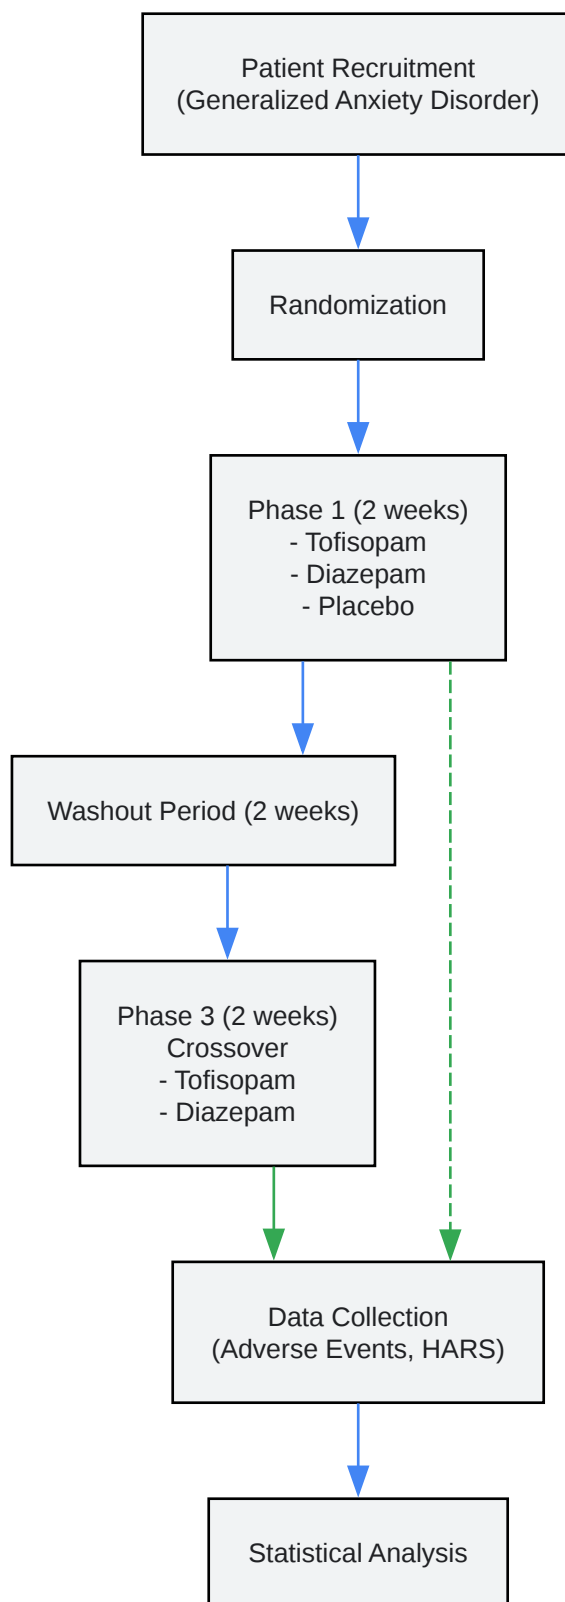 Patient Recruitment
(Generalized Anxiety Disorder)
Randomization
Phase 1 (2 weeks)
- Tofisopam
- Diazepam
- Placebo
Washout Period (2 weeks)
Phase 3 (2 weeks)
Crossover
- Tofisopam
- Diazepam
Data Collection
(Adverse Events, HARS)
Statistical Analysis